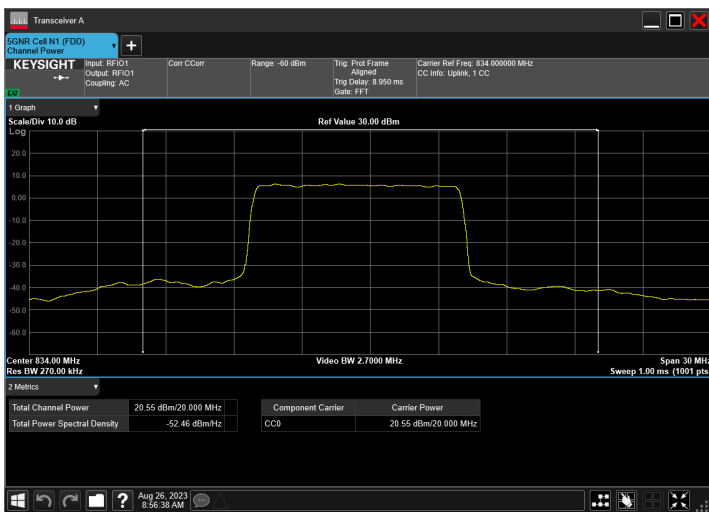 Transceiver A
5GNR Cell N1 (FDD)
Channel Power
KEYSIGHT
LXI
Input: RFIO1
Output: RFIO1
Coupling: AC
Corr CCorr
Range: -60 dBm
Trig: Prot Frame
Aligned
Trig Delay: 8.950 ms
Gate: FFT
Carrier Ref Freq: 834.000000 MHz
CC Info: Uplink, 1 CC
1 Graph
Scale/Div 10.0 dB
Ref Value 30.00 dBm
Log
20.0
10.0
0.00
-10.0
-20.0
-30.0
-40.0
-50.0
-60.0
Center 834.00 MHz
Video BW 2.7000 MHz
Span 30 MHz
Res BW 270.00 kHz
Sweep 1.00 ms (1001 pts
2 Metrics
Total Channel Power 20.55 dBm/20.000 MHz
Total Power Spectral Density -52.46 dBm/Hz
Component Carrier Carrier Power
CC0 20.55 dBm/20.000 MHz
Aug 26, 2023
8:56:38 AM